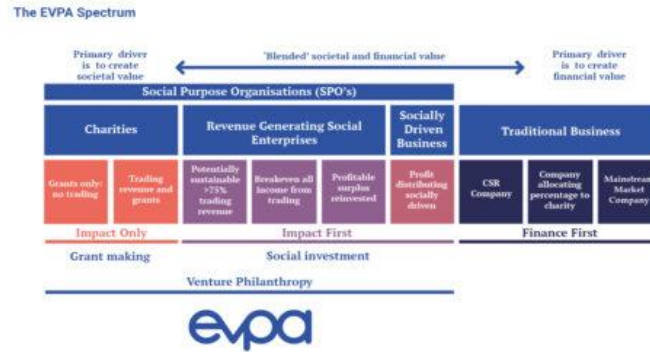 The EVPA Spectrum
Primary driver
is to create
societal value
'Blended' societal and financial value
Primary driver
is to create
financial value
Social Purpose Organisations (SPO's)
Charities
Revenue Generating Social
Enterprises
Socially
Driven
Business
Traditional Business
Grants only:
no trading
Trading
revenue and
grants
Potentially
sustainable
>75%
trading
revenue
Breakeven all
income from
trading
Profitable
surplus
reinvested
Profit
distributing
socially
driven
CSR
Company
Company
allocating
percentage to
charity
Mainstream
Market
Company
Impact Only
Impact First
Finance First
Grant making
Social investment
Venture Philanthropy
evpa